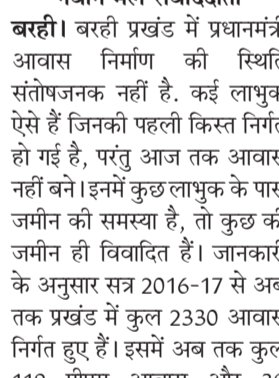 बरही। बरही प्रखंड में प्रधानमंत्री
आवास निर्माण की स्थिति
संतोषजनक नहीं है. कई लाभुक
ऐसे हैं जिनकी पहली किस्त निर्गत
हो गई है, परंतु आज तक आवास
नहीं बने। इनमें कुछ लाभुक के पास
जमीन की समस्या है, तो कुछ की
जमीन ही विवादित हैं। जानकारी
के अनुसार सत्र 2016-17 से अब
तक प्रखंड में कुल 2330 आवास
निर्गत हुए हैं। इसमें अब तक कुल